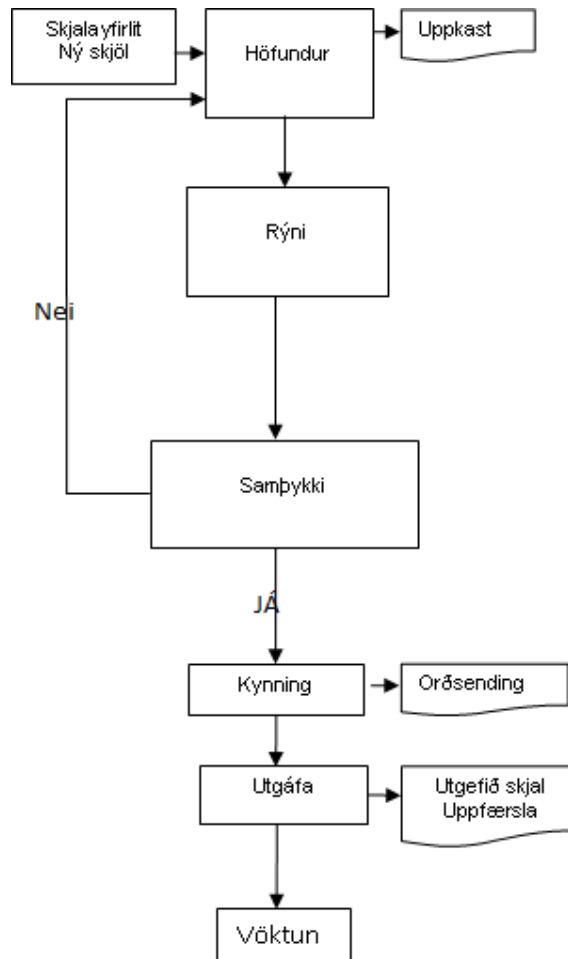 Skjalayfirlit
Ný skjöl
Höfundur
Uppkast
Rýni
Nei
Samþykki
JÁ
Kynning
Orðsending
Utgáfa
Utgefið skjal
Uppfærsla
Vöktun